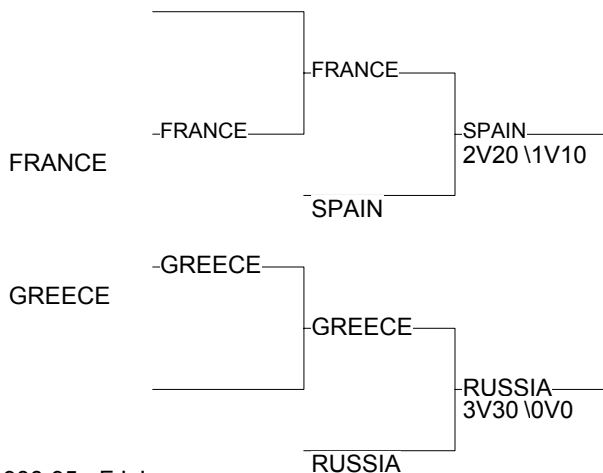 FRANCE
FRANCE
SPAIN
2V20 \1V10
FRANCE
SPAIN
GREECE
GREECE
GREECE
RUSSIA
3V30 \0V0
RUSSIA